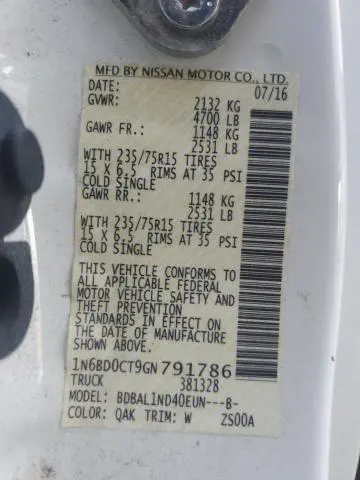 MFD BY NISSAN MOTOR CO., LTD.
DATE: 07/16
GVWR: 2132 KG
4700 LB
GAWR FR.: 1148 KG
2531 LB
WITH 235/75R15 TIRES
15 X 6.5 RIMS AT 35 PSI
COLD SINGLE
GAWR RR.: 1148 KG
2531 LB
WITH 235/75R15 TIRES
15 X 6.5 RIMS AT 35 PSI
COLD SINGLE
THIS VEHICLE CONFORMS TO
ALL APPLICABLE FEDERAL
MOTOR VEHICLE SAFETY AND
THEFT PREVENTION
STANDARDS IN EFFECT ON
THE DATE OF MANUFACTURE
SHOWN ABOVE.
1N6BD0CT9GN791786
TRUCK 381328
MODEL: BDBAL1ND40EUN---B-
COLOR: QAK TRIM: W ZS00A